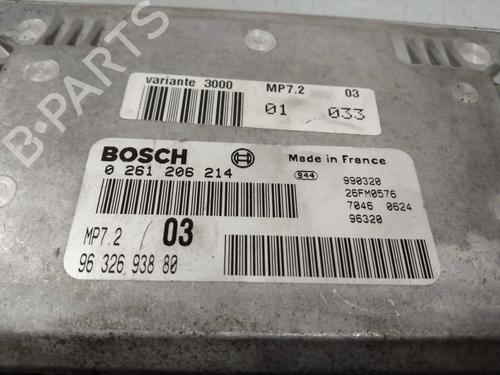 variante 3000 MP7.2 03
01 033
BOSCH Made in France
0 261 206 214
944 990320
26FM0576
7046 0624
96320
MP7.2 / 03
96 326 938 80
B-PARTS